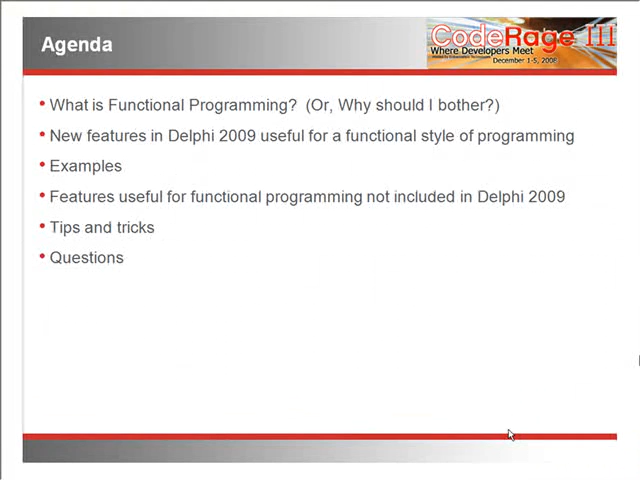 Agenda
CodeRage III
Where Developers Meet
December 1-5, 2008
• What is Functional Programming? (Or, Why should I bother?)
• New features in Delphi 2009 useful for a functional style of programming
• Examples
• Features useful for functional programming not included in Delphi 2009
• Tips and tricks
• Questions